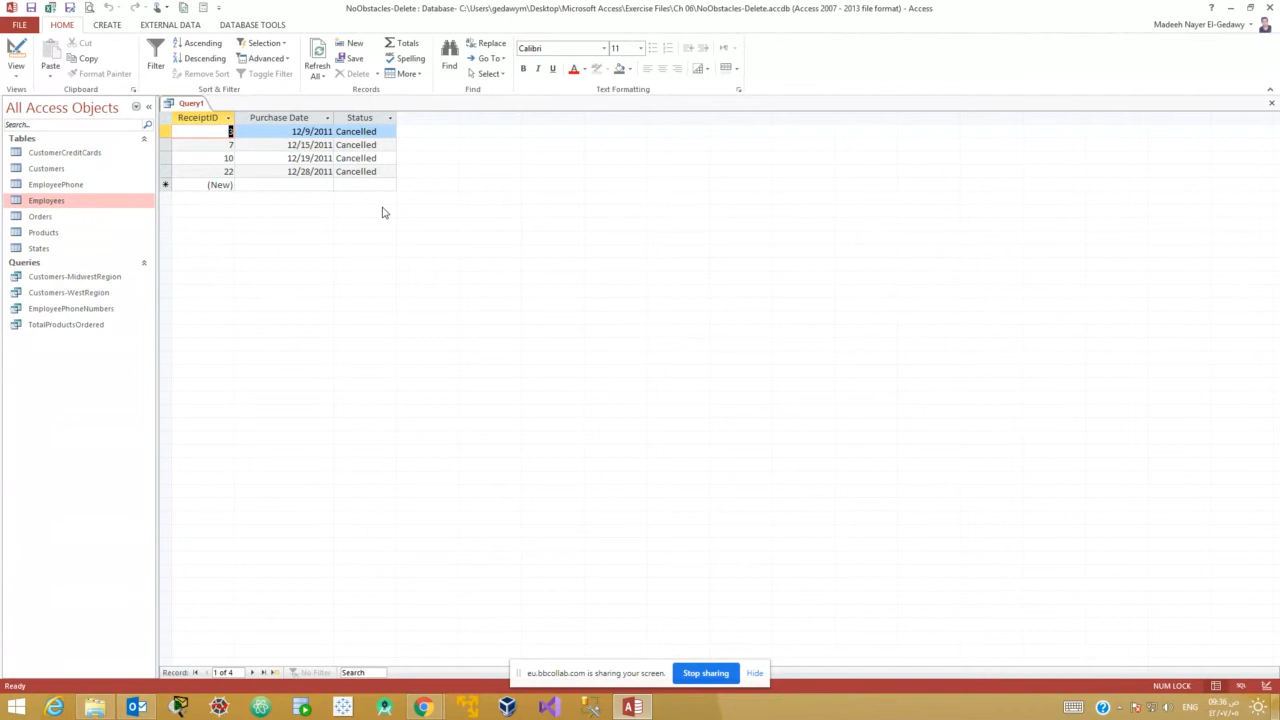 NoObstacles-Delete : Database- C:\Users\gedawym\Desktop\Microsoft Access\Exercise Files\Ch 06\NoObstacles-Delete.accdb (Access 2007 - 2013 file format) - Access
FILE HOME CREATE EXTERNAL DATA DATABASE TOOLS
Madeeh Nayer El-Gedawy
View
Paste
Cut
Copy
Format Painter
Filter
Ascending
Descending
Remove Sort
Selection
Advanced
Toggle Filter
Refresh
All
New
Save
Delete
Totals
Spelling
More
Find
Replace
Go To
Select
Calibri 11
B I U A
Views Clipboard Sort & Filter Records Find Text Formatting
All Access Objects
Search...
Tables
CustomerCreditCards
Customers
EmployeePhone
Employees
Orders
Products
States
Queries
Customers-MidwestRegion
Customers-WestRegion
EmployeePhoneNumbers
TotalProductsOrdered
Query1
ReceiptID Purchase Date Status
3 12/9/2011 Cancelled
7 12/15/2011 Cancelled
10 12/19/2011 Cancelled
22 12/28/2011 Cancelled
(New)
Record: 1 of 4 No Filter Search
eu.bbcollab.com is sharing your screen. Stop sharing Hide
Ready
NUM LOCK SQL
ENG